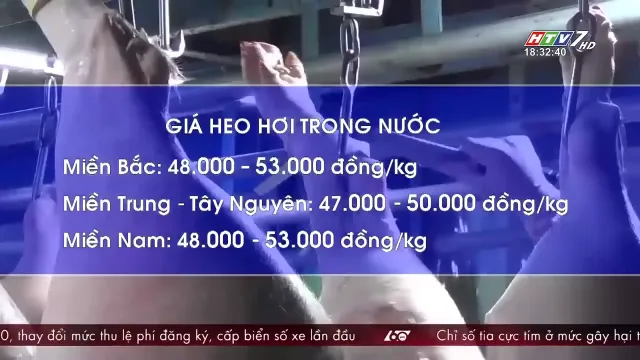 HTV7 HD
18:32:40
GIÁ HEO HƠI TRONG NƯỚC
Miền Bắc: 48.000 - 53.000 đồng/kg
Miền Trung - Tây Nguyên: 47.000 - 50.000 đồng/kg
Miền Nam: 48.000 - 53.000 đồng/kg
0, thay đổi mức thu lệ phí đăng ký, cấp biển số xe lần đầu 60 Chỉ số tia cực tím ở mức gây hại t